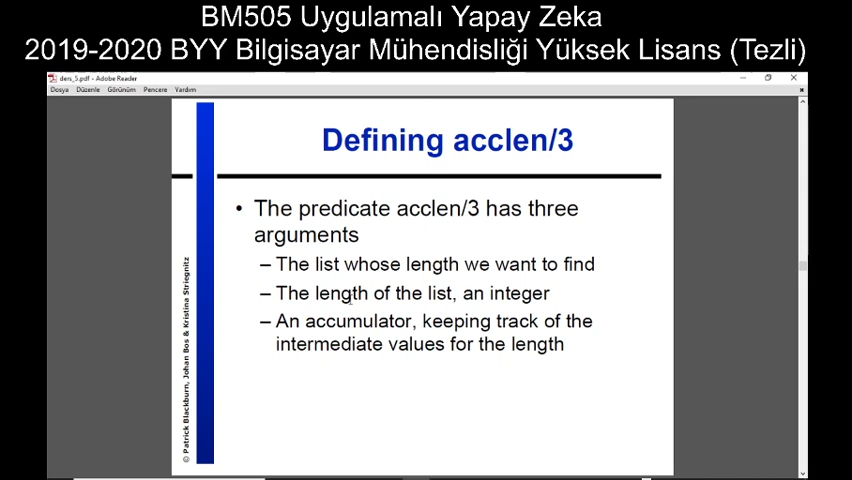 BM505 Uygulamalı Yapay Zeka
2019-2020 BYY Bilgisayar Mühendisliği Yüksek Lisans (Tezli)
ders_5.pdf - Adobe Reader
Dosya Düzenle Görünüm Pencere Yardım
Defining acclen/3
• The predicate acclen/3 has three
arguments
– The list whose length we want to find
– The length of the list, an integer
– An accumulator, keeping track of the
intermediate values for the length
© Patrick Blackburn, Johan Bos & Kristina Striegnitz